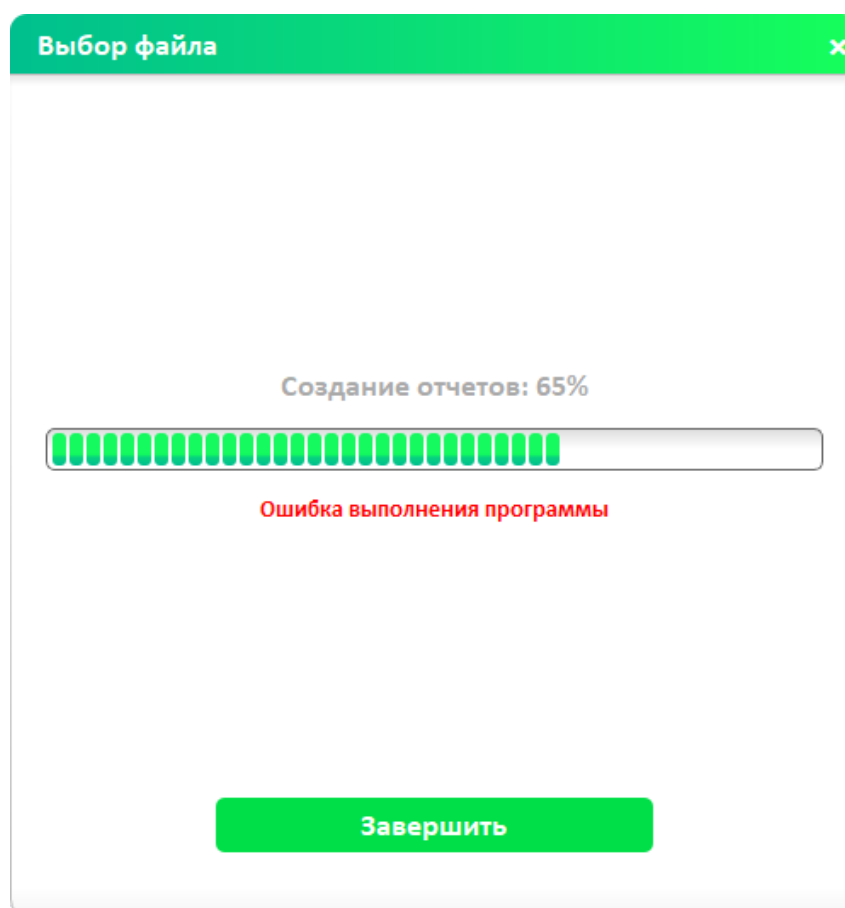 Выбор файла
Создание отчетов: 65%
Ошибка выполнения программы
Завершить